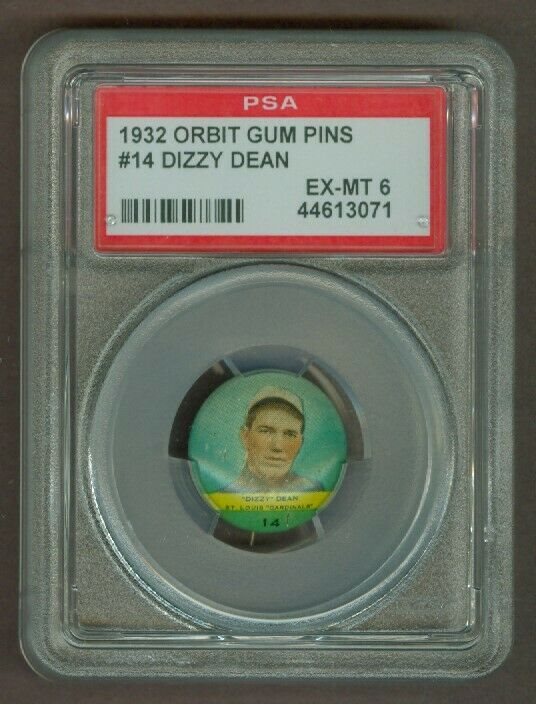 PSA
1932 ORBIT GUM PINS
#14 DIZZY DEAN
EX-MT 6
44613071
"DIZZY" DEAN
ST. LOUIS "CARDINALS"
14